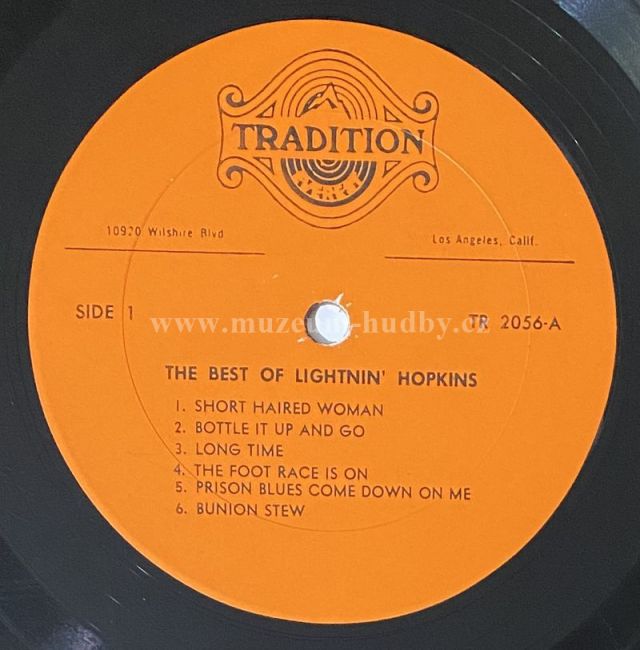 TRADITION
10920 Wilshire Blvd
Los Angeles, Calif.
SIDE 1
TR 2056-A
www.muzeum-hudby.cz
THE BEST OF LIGHTNIN' HOPKINS
1. SHORT HAIRED WOMAN
2. BOTTLE IT UP AND GO
3. LONG TIME
4. THE FOOT RACE IS ON
5. PRISON BLUES COME DOWN ON ME
6. BUNION STEW